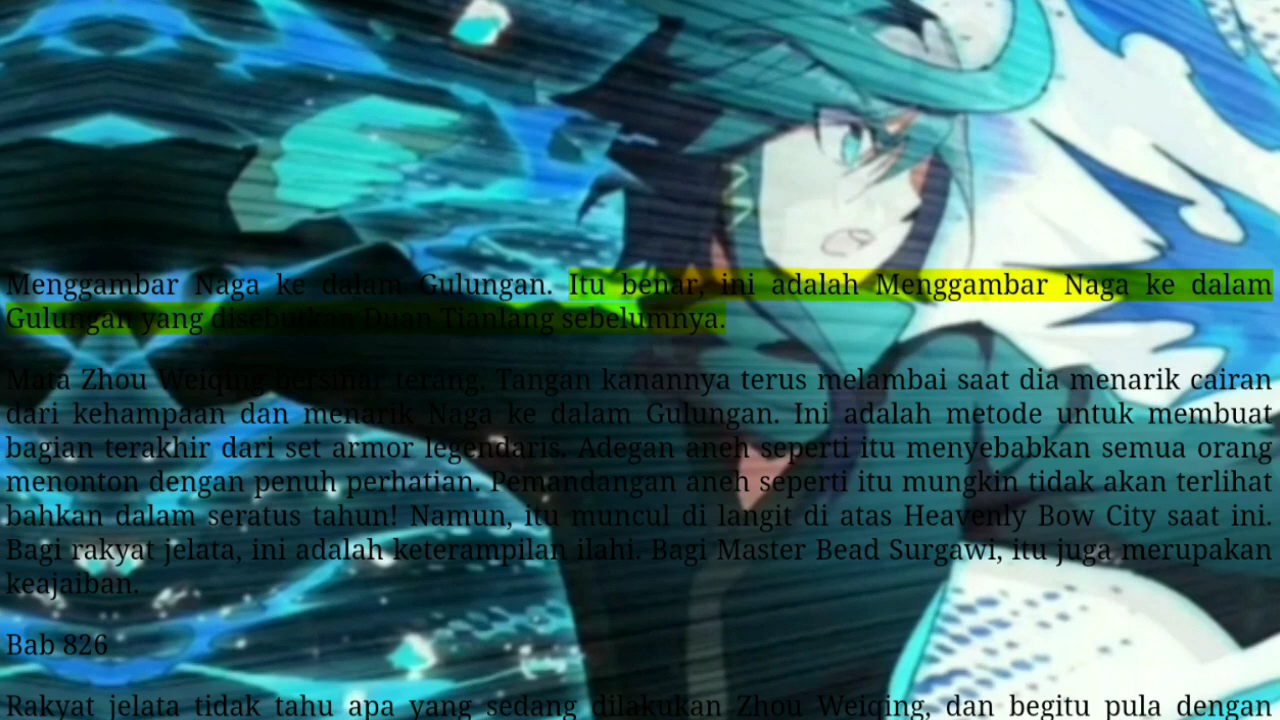 Menggambar Naga ke dalam Gulungan. Itu benar, ini adalah Menggambar Naga ke dalam
Gulungan yang disebutkan Duan Tianlang sebelumnya.
Mata Zhou Weiqing bersinar terang. Tangan kanannya terus melambai saat dia menarik cairan
dari kehampaan dan menarik Naga ke dalam Gulungan. Ini adalah metode untuk membuat
bagian terakhir dari set armor legendaris. Adegan aneh seperti itu menyebabkan semua orang
menonton dengan penuh perhatian. Pemandangan aneh seperti itu mungkin tidak akan terlihat
bahkan dalam seratus tahun! Namun, itu muncul di langit di atas Heavenly Bow City saat ini.
Bagi rakyat jelata, ini adalah keterampilan ilahi. Bagi Master Bead Surgawi, itu juga merupakan
keajaiban.
Bab 826
Rakyat jelata tidak tahu apa yang sedang dilakukan Zhou Weiqing, dan begitu pula dengan